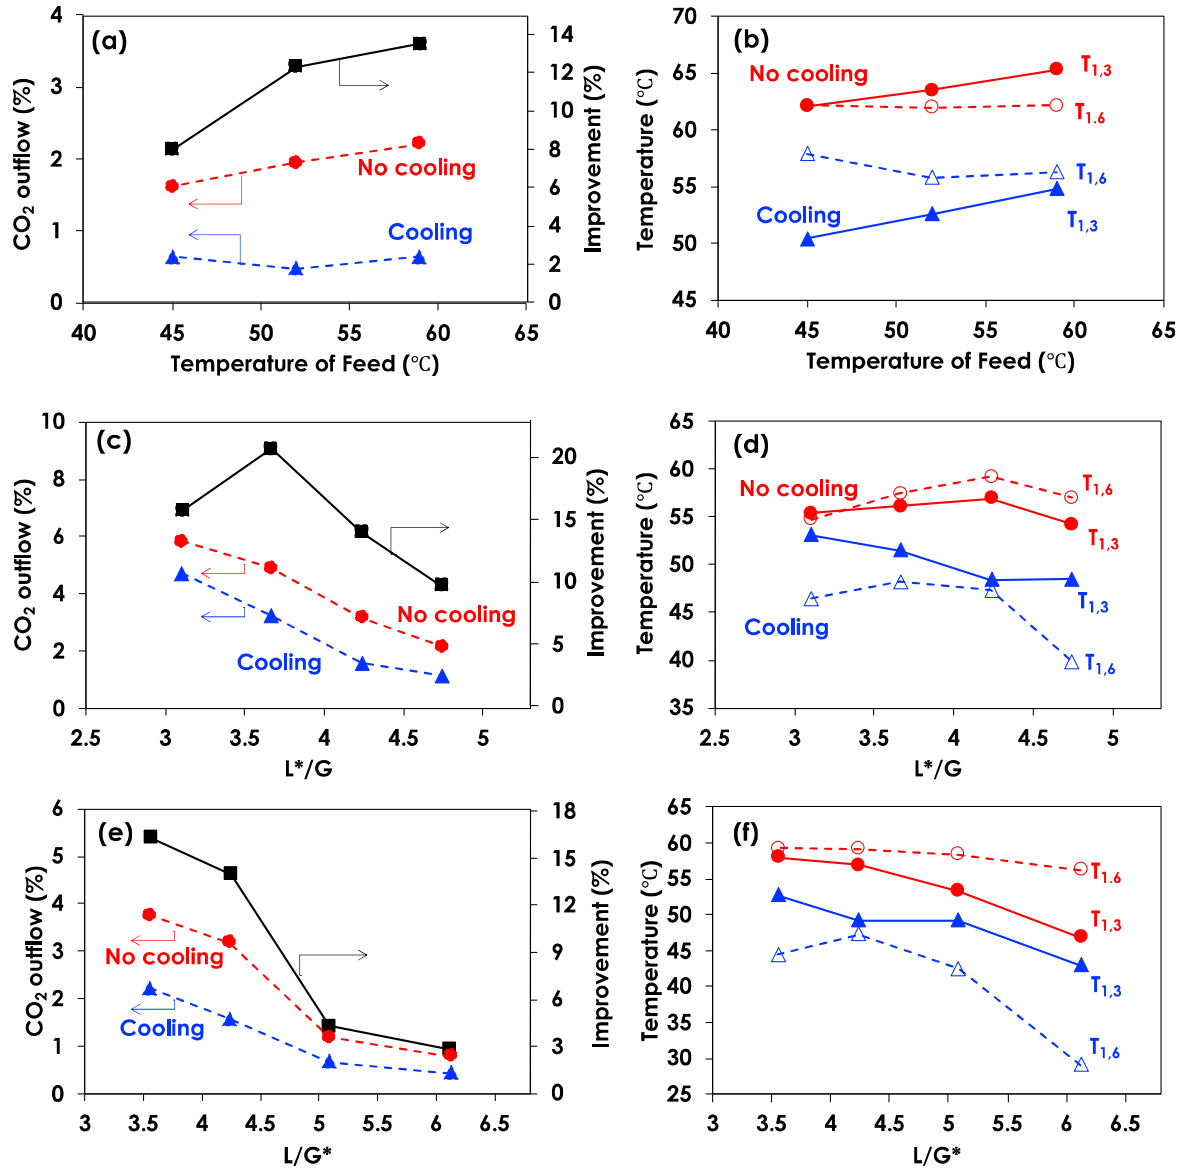 (a)
CO2 outflow (%)
4
3
2
1
0
14
12
10
8
6
4
2
0
Improvement (%)
No cooling
Cooling
40 45 50 55 60 65
Temperature of Feed (°C)
(b)
Temperature (°C)
70
65
60
55
50
45
No cooling
T1,3
T1.6
T1,6
Cooling
T1,3
40 45 50 55 60 65
Temperature of Feed (°C)
(c)
CO2 outflow (%)
10
8
6
4
2
0
20
15
10
5
0
Improvement (%)
No cooling
Cooling
2.5 3 3.5 4 4.5 5
L*/G
(d)
Temperature (°C)
65
60
55
50
45
40
35
No cooling
T1,6
T1,3
T1,3
Cooling
T1,6
2.5 3 3.5 4 4.5 5
L*/G
(e)
CO2 outflow (%)
6
5
4
3
2
1
0
18
15
12
9
6
3
0
Improvement (%)
No cooling
Cooling
3 3.5 4 4.5 5 5.5 6 6.5
L/G*
(f)
Temperature (°C)
65
60
55
50
45
40
35
30
25
T1.6
T1,3
T1,3
T1,6
3 3.5 4 4.5 5 5.5 6 6.5
L/G*